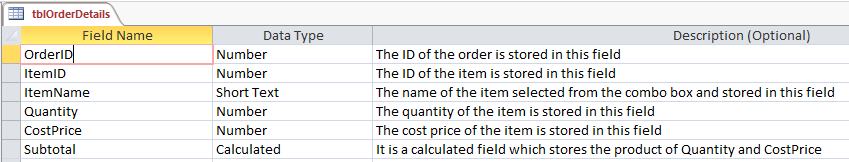 tblOrderDetails
Field Name Data Type Description (Optional)
OrderID Number The ID of the order is stored in this field
ItemID Number The ID of the item is stored in this field
ItemName Short Text The name of the item selected from the combo box and stored in this field
Quantity Number The quantity of the item is stored in this field
CostPrice Number The cost price of the item is stored in this field
Subtotal Calculated It is a calculated field which stores the product of Quantity and CostPrice